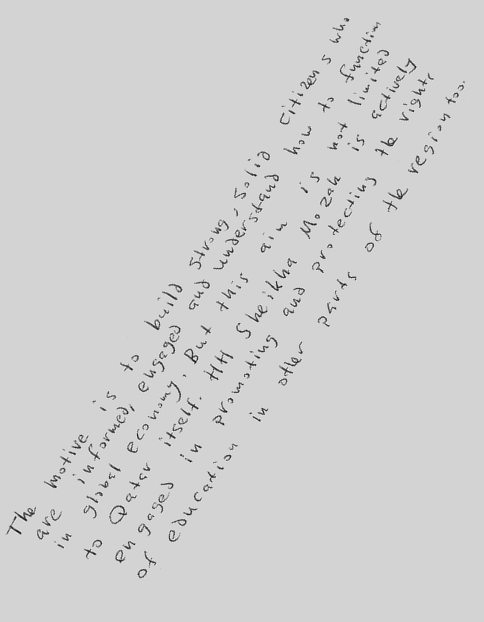 The motive is to build strong, solid citizens who
are informed, engaged and understand how to function
in global economy. But this aim is not limited
to Qatar itself. HH Sheikha Mozah is actively
engaged in promoting and protecting the rights
of education in other parts of the region too.